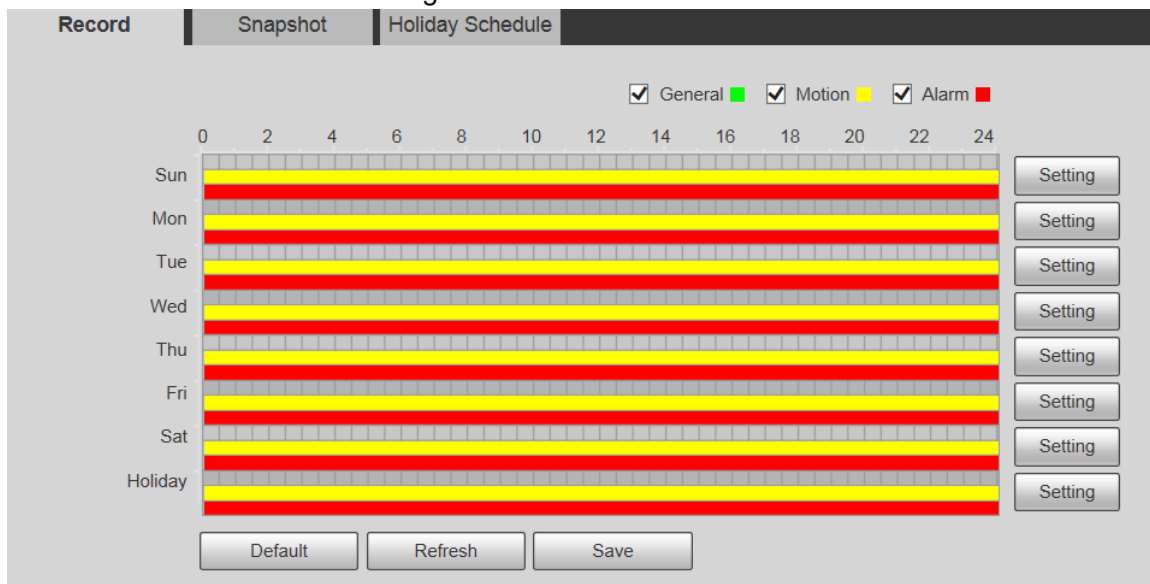 Record Snapshot Holiday Schedule
General Motion Alarm
0 2 4 6 8 10 12 14 16 18 20 22 24
Sun Setting
Mon Setting
Tue Setting
Wed Setting
Thu Setting
Fri Setting
Sat Setting
Holiday Setting
Default Refresh Save